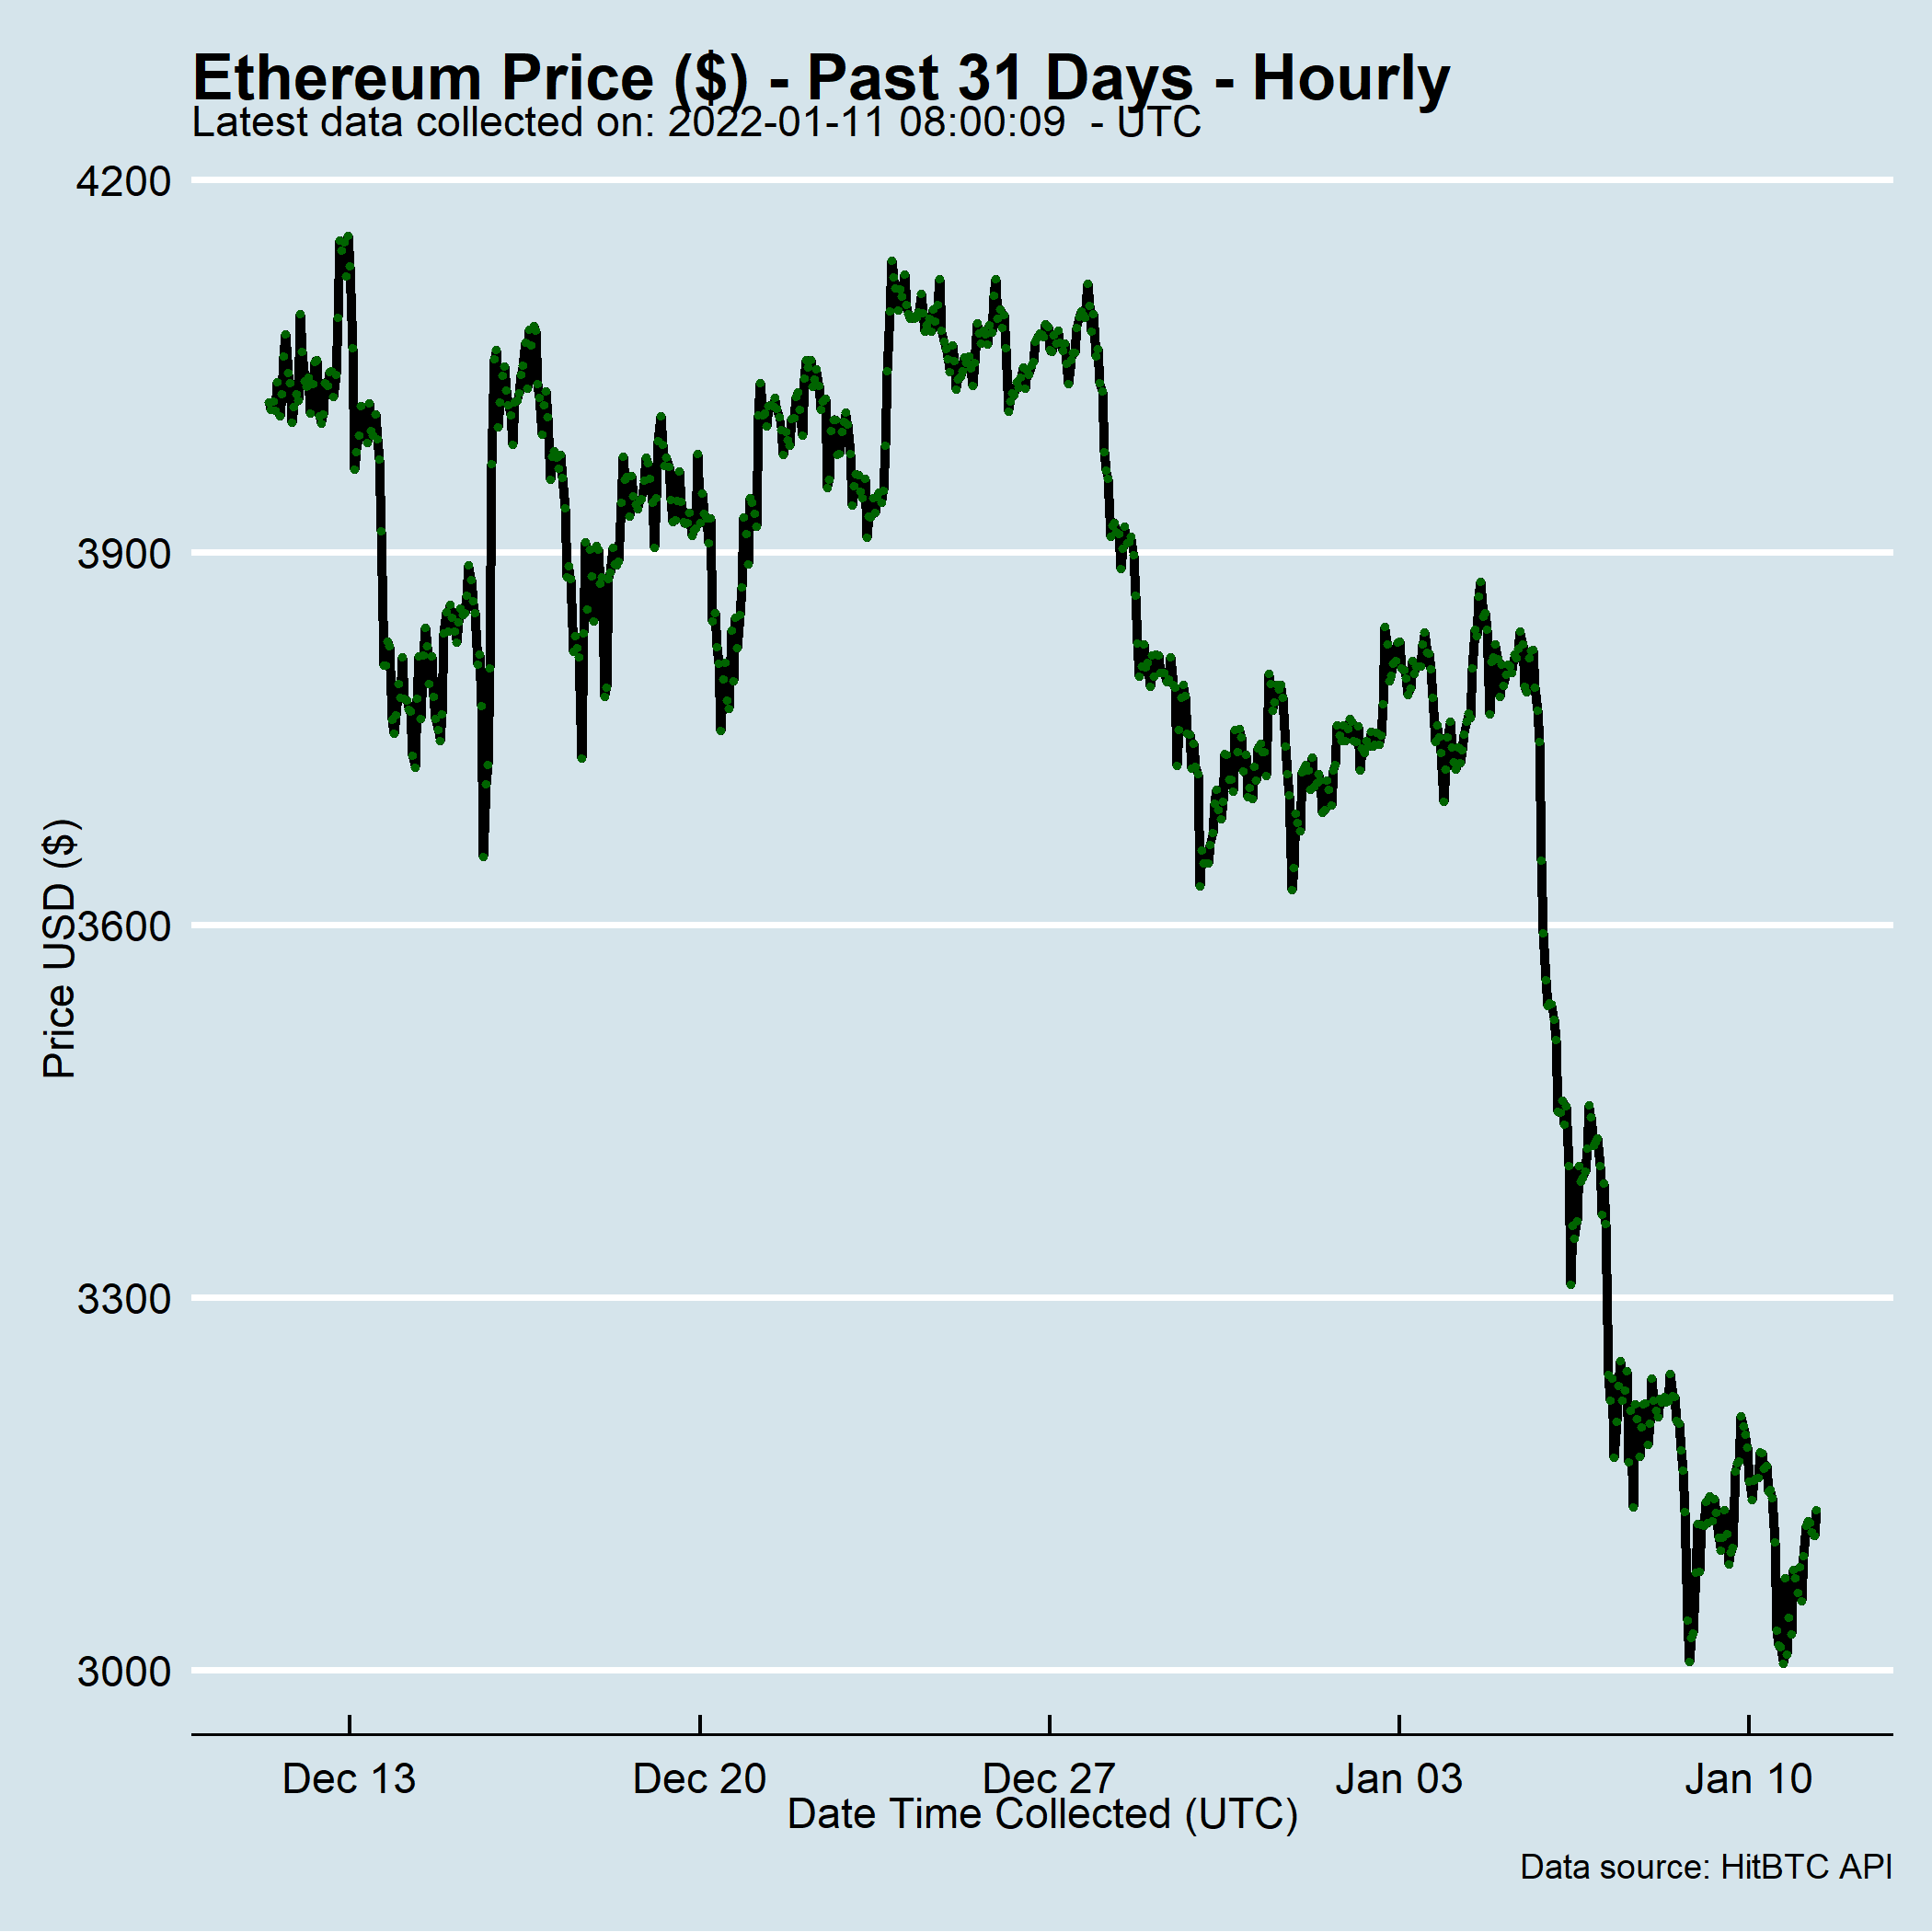 Ethereum Price ($) - Past 31 Days - Hourly
Latest data collected on: 2022-01-11 08:00:09  - UTC
4200
3900
3600
3300
3000
Price USD ($)
Dec 13
Dec 20
Dec 27
Jan 03
Jan 10
Date Time Collected (UTC)
Data source: HitBTC API